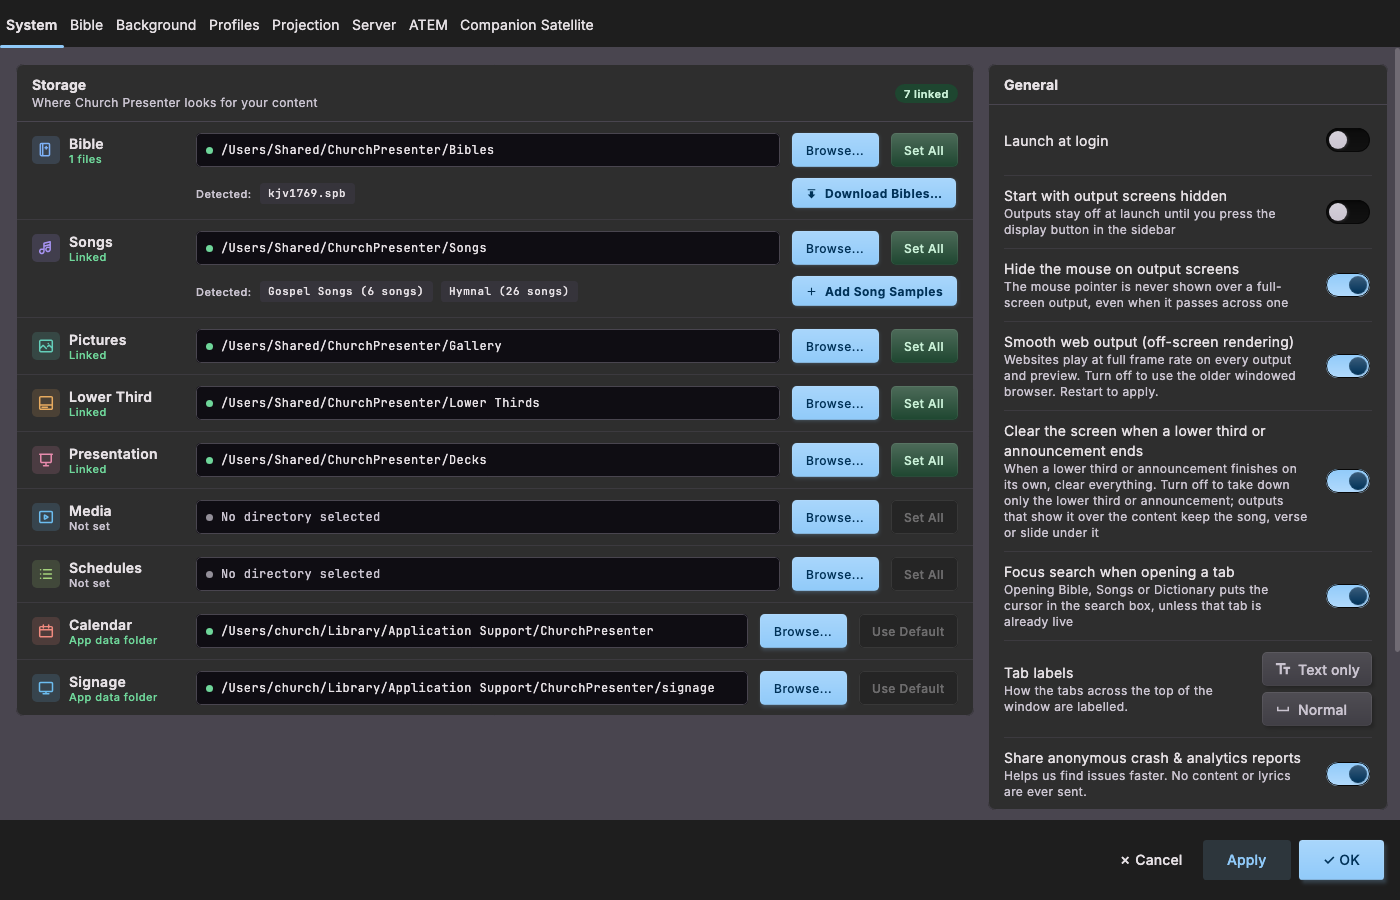 System Bible Background Profiles Projection Server ATEM Companion Satellite
Storage
Where Church Presenter looks for your content
7 linked
Bible
1 files
/Users/Shared/ChurchPresenter/Bibles
Browse...
Set All
Detected: kjv1769.spb
Download Bibles...
Songs
Linked
/Users/Shared/ChurchPresenter/Songs
Browse...
Set All
Detected: Gospel Songs (6 songs) Hymnal (26 songs)
+ Add Song Samples
Pictures
Linked
/Users/Shared/ChurchPresenter/Gallery
Browse...
Set All
Lower Third
Linked
/Users/Shared/ChurchPresenter/Lower Thirds
Browse...
Set All
Presentation
Linked
/Users/Shared/ChurchPresenter/Decks
Browse...
Set All
Media
Not set
No directory selected
Browse...
Set All
Schedules
Not set
No directory selected
Browse...
Set All
Calendar
App data folder
/Users/church/Library/Application Support/ChurchPresenter
Browse...
Use Default
Signage
App data folder
/Users/church/Library/Application Support/ChurchPresenter/signage
Browse...
Use Default
General
Launch at login
Start with output screens hidden
Outputs stay off at launch until you press the
display button in the sidebar
Hide the mouse on output screens
The mouse pointer is never shown over a full-
screen output, even when it passes across one
Smooth web output (off-screen rendering)
Websites play at full frame rate on every output
and preview. Turn off to use the older windowed
browser. Restart to apply.
Clear the screen when a lower third or
announcement ends
When a lower third or announcement finishes on
its own, clear everything. Turn off to take down
only the lower third or announcement; outputs
that show it over the content keep the song, verse
or slide under it
Focus search when opening a tab
Opening Bible, Songs or Dictionary puts the
cursor in the search box, unless that tab is
already live
Tab labels
How the tabs across the top of the
window are labelled.
Text only
Normal
Share anonymous crash & analytics reports
Helps us find issues faster. No content or lyrics
are ever sent.
Cancel
Apply
OK